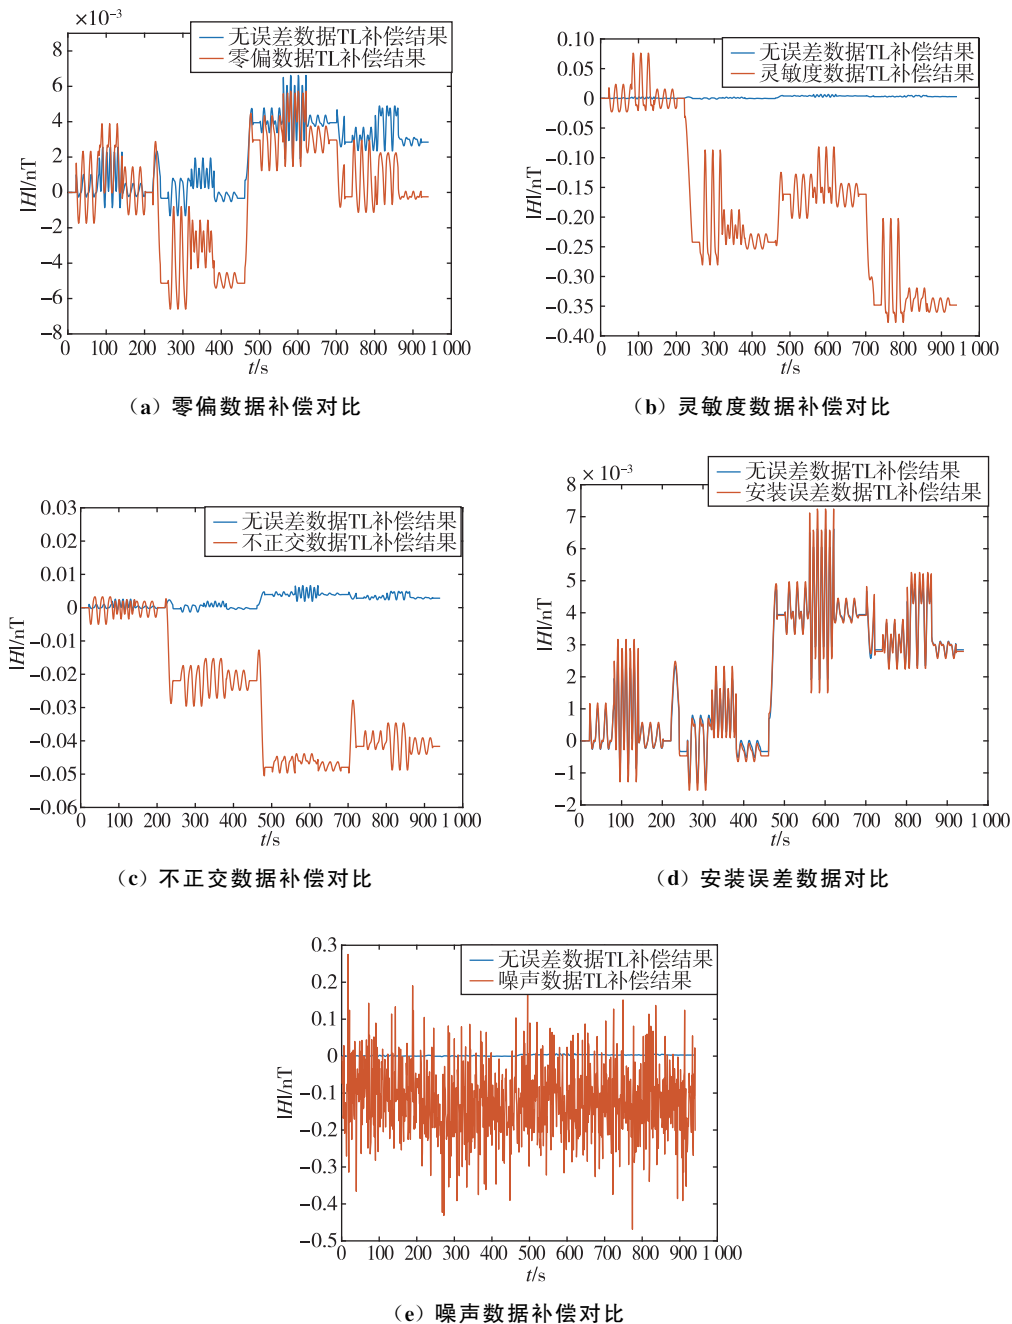 ×10⁻³
无误差数据TL补偿结果
零偏数据TL补偿结果
8
6
4
2
0
−2
−4
−6
−8
|H|/nT
0 100 200 300 400 500 600 700 800 900 1 000
t/s
(a) 零偏数据补偿对比
无误差数据TL补偿结果
灵敏度数据TL补偿结果
0.10
0.05
0
−0.05
−0.10
−0.15
−0.20
−0.25
−0.30
−0.35
−0.40
|H|/nT
0 100 200 300 400 500 600 700 800 900 1 000
t/s
(b) 灵敏度数据补偿对比
无误差数据TL补偿结果
不正交数据TL补偿结果
0.03
0.02
0.01
0
−0.01
−0.02
−0.03
−0.04
−0.05
−0.06
|H|/nT
0 100 200 300 400 500 600 700 800 900 1 000
t/s
(c) 不正交数据补偿对比
× 10⁻³
无误差数据TL补偿结果
安装误差数据TL补偿结果
8
7
6
5
4
3
2
1
0
−1
−2
|H|/nT
0 100 200 300 400 500 600 700 800 900 1 000
t/s
(d) 安装误差数据对比
无误差数据TL补偿结果
噪声数据TL补偿结果
0.3
0.2
0.1
0
−0.1
−0.2
−0.3
−0.4
−0.5
|H|/nT
0 100 200 300 400 500 600 700 800 900 1 000
t/s
(e) 噪声数据补偿对比